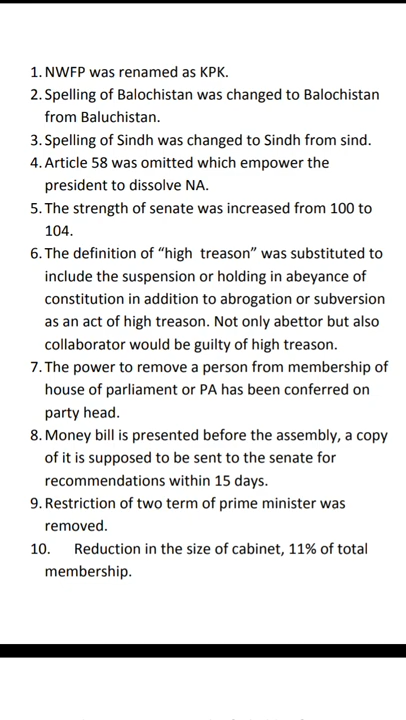 1. NWFP was renamed as KPK.
2. Spelling of Balochistan was changed to Balochistan
from Baluchistan.
3. Spelling of Sindh was changed to Sindh from sind.
4. Article 58 was omitted which empower the
president to dissolve NA.
5. The strength of senate was increased from 100 to
104.
6. The definition of “high  treason” was substituted to
include the suspension or holding in abeyance of
constitution in addition to abrogation or subversion
as an act of high treason. Not only abettor but also
collaborator would be guilty of high treason.
7. The power to remove a person from membership of
house of parliament or PA has been conferred on
party head.
8. Money bill is presented before the assembly, a copy
of it is supposed to be sent to the senate for
recommendations within 15 days.
9. Restriction of two term of prime minister was
removed.
10. Reduction in the size of cabinet, 11% of total
membership.